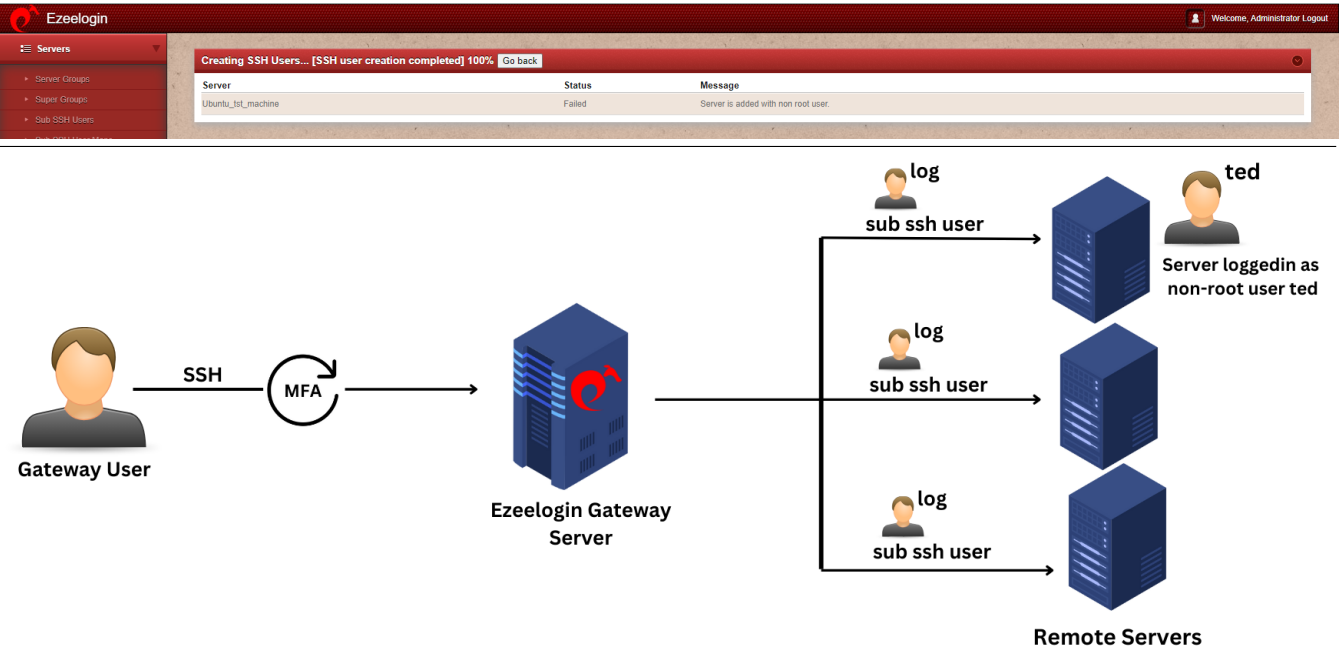 Ezeelogin
Welcome, Administrator Logout
Servers
Server Groups
Super Groups
Sub SSH Users
Creating SSH Users... [SSH user creation completed] 100% Go back
Server Status Message
Ubuntu_tst_machine Failed Server is added with non root user.
log
sub ssh user
ted
Server loggedin as
non-root user ted
SSH
MFA
Gateway User
Ezeelogin Gateway
Server
log
sub ssh user
log
sub ssh user
Remote Servers